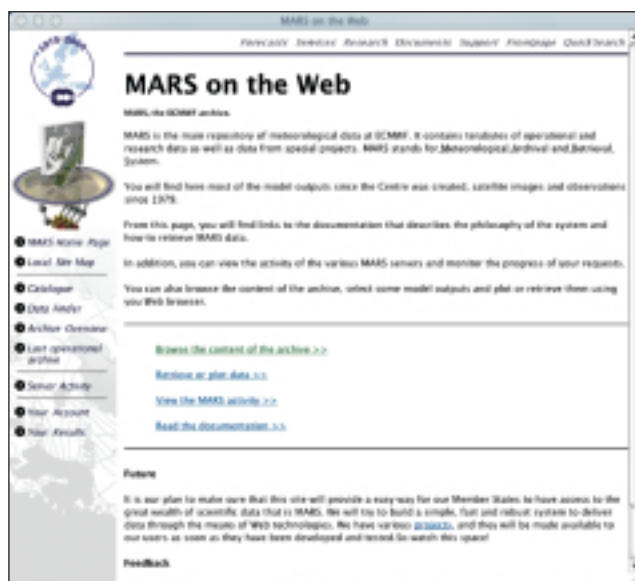 MARS on the Web
Forecasts Services Research Documents Support Frontpage QuickSearch
MARS on the Web
MARS, the ECMWF archive.
MARS is the main repository of meteorological data at ECMWF. It contains terabytes of operational and
research data as well as data from special projects. MARS stands for Meteorological Archival and Retrieval
System.
You will find here most of the model outputs since the Centre was created, satellite images and observations
since 1979.
From this page, you will find links to the documentation that describes the philosophy of the system and
how-to retrieve MARS data.
In addition, you can view the activity of the various MARS servers and monitor the progress of your requests.
You can also browse the content of the archive, select some model outputs and plot or retrieve them using
you Web browser.
MARS Home Page
Local Site Map
Catalogue
Data Finder
Archive Overview
Last operational
archive
Server Activity
Your Account
Your Results
Browse the content of the archive >>
Retrieve or plot data >>
View the MARS activity >>
Read the documentation >>
Future
It is our plan to make sure that this site will provide a easy-way for our Member States to have access to the
great wealth of scientific data that is MARS. We will try to build a simple, fast and robust system to deliver
data through the means of Web technologies. We have various projects, and they will be made available to
our users as soon as they have been developed and tested.So watch this space!
Feedback